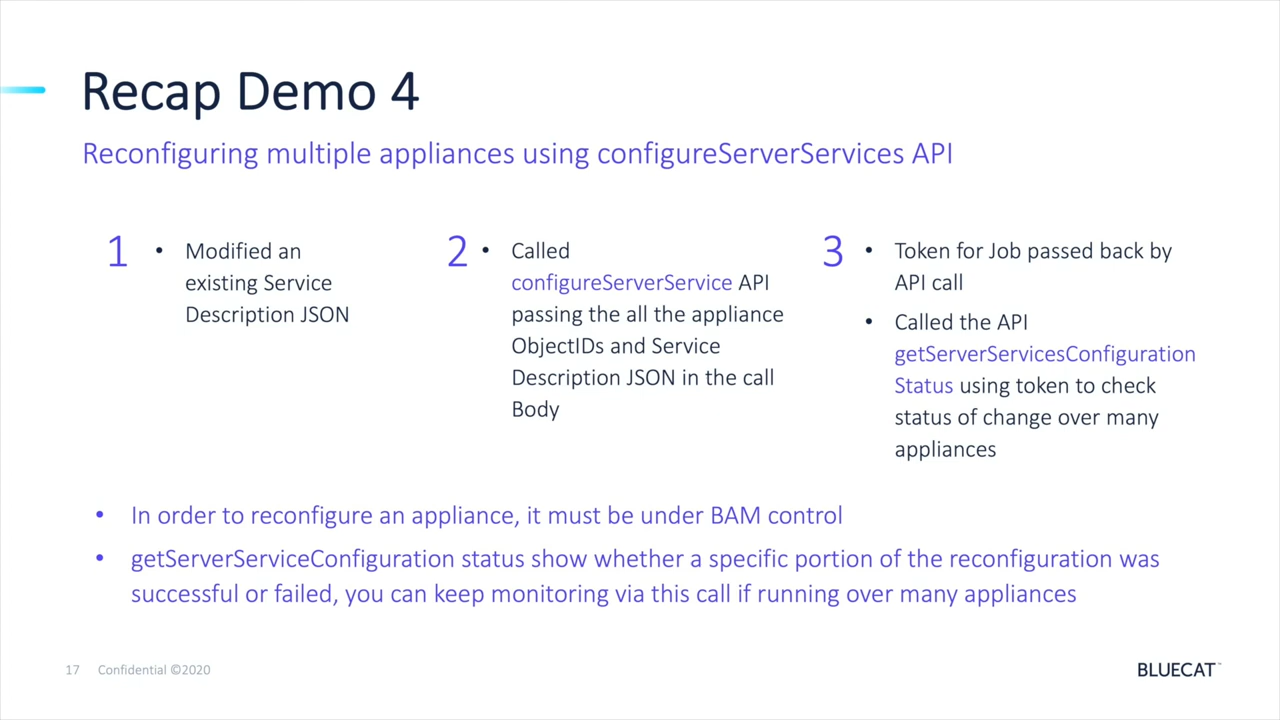 Recap Demo 4
Reconfiguring multiple appliances using configureServerServices API
1
• Modified an
existing Service
Description JSON
2
• Called
configureServerService API
passing the all the appliance
ObjectIDs and Service
Description JSON in the call
Body
3
• Token for Job passed back by
API call
• Called the API
getServerServicesConfiguration
Status using token to check
status of change over many
appliances
• In order to reconfigure an appliance, it must be under BAM control
• getServerServiceConfiguration status show whether a specific portion of the reconfiguration was
successful or failed, you can keep monitoring via this call if running over many appliances
17 Confidential ©2020
BLUECAT™